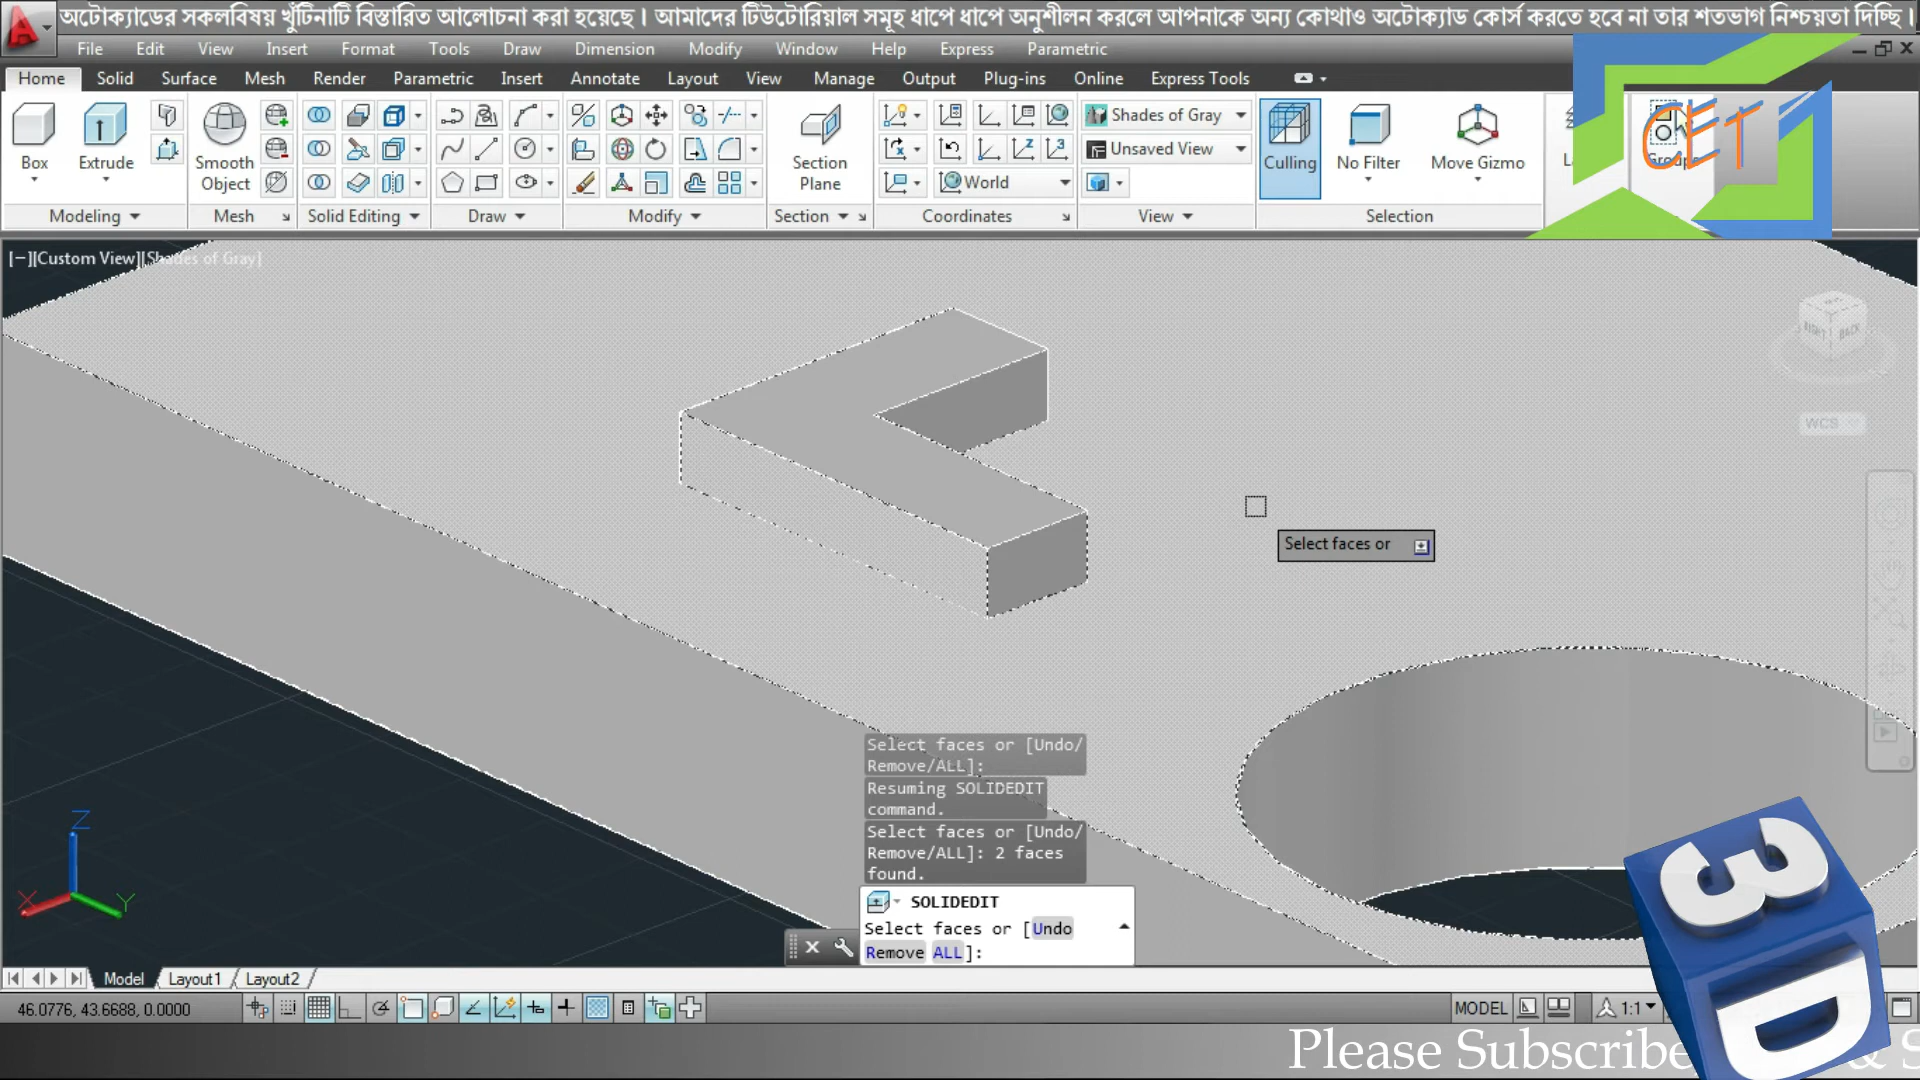 অটোক্যাডের সকলবিষয় খুঁটিনাটি বিস্তারিত আলোচনা করা হয়েছে । আমাদের টিউটোরিয়াল সমূহ ধাপে ধাপে অনুশীলন করলে আপনাকে অন্য কোথাও অটোক্যাড কোর্স করতে হবে না তার শতভাগ নিশ্চয়তা দিচ্ছি ।
File Edit View Insert Format Tools Draw Dimension Modify Window Help Express Parametric
Home Solid Surface Mesh Render Parametric Insert Annotate Layout View Manage Output Plug-ins Online Express Tools
CET
Shades of Gray
Unsaved View
World
Box Extrude Smooth Object Section Plane Culling No Filter Move Gizmo
Modeling Mesh Solid Editing Draw Modify Section Coordinates View Selection
[−][Custom View][Shades of Gray]
RIGHT BACK
WCS
Select faces or
Select faces or [Undo/
Remove/ALL]:
Resuming SOLIDEDIT
command.
Select faces or [Undo/
Remove/ALL]: 2 faces
found.
SOLIDEDIT
Select faces or [Undo
Remove ALL]:
Z
X Y
3D
Model Layout1 Layout2
46.0776, 43.6688, 0.0000
MODEL 1:1
Please Subscribe & S